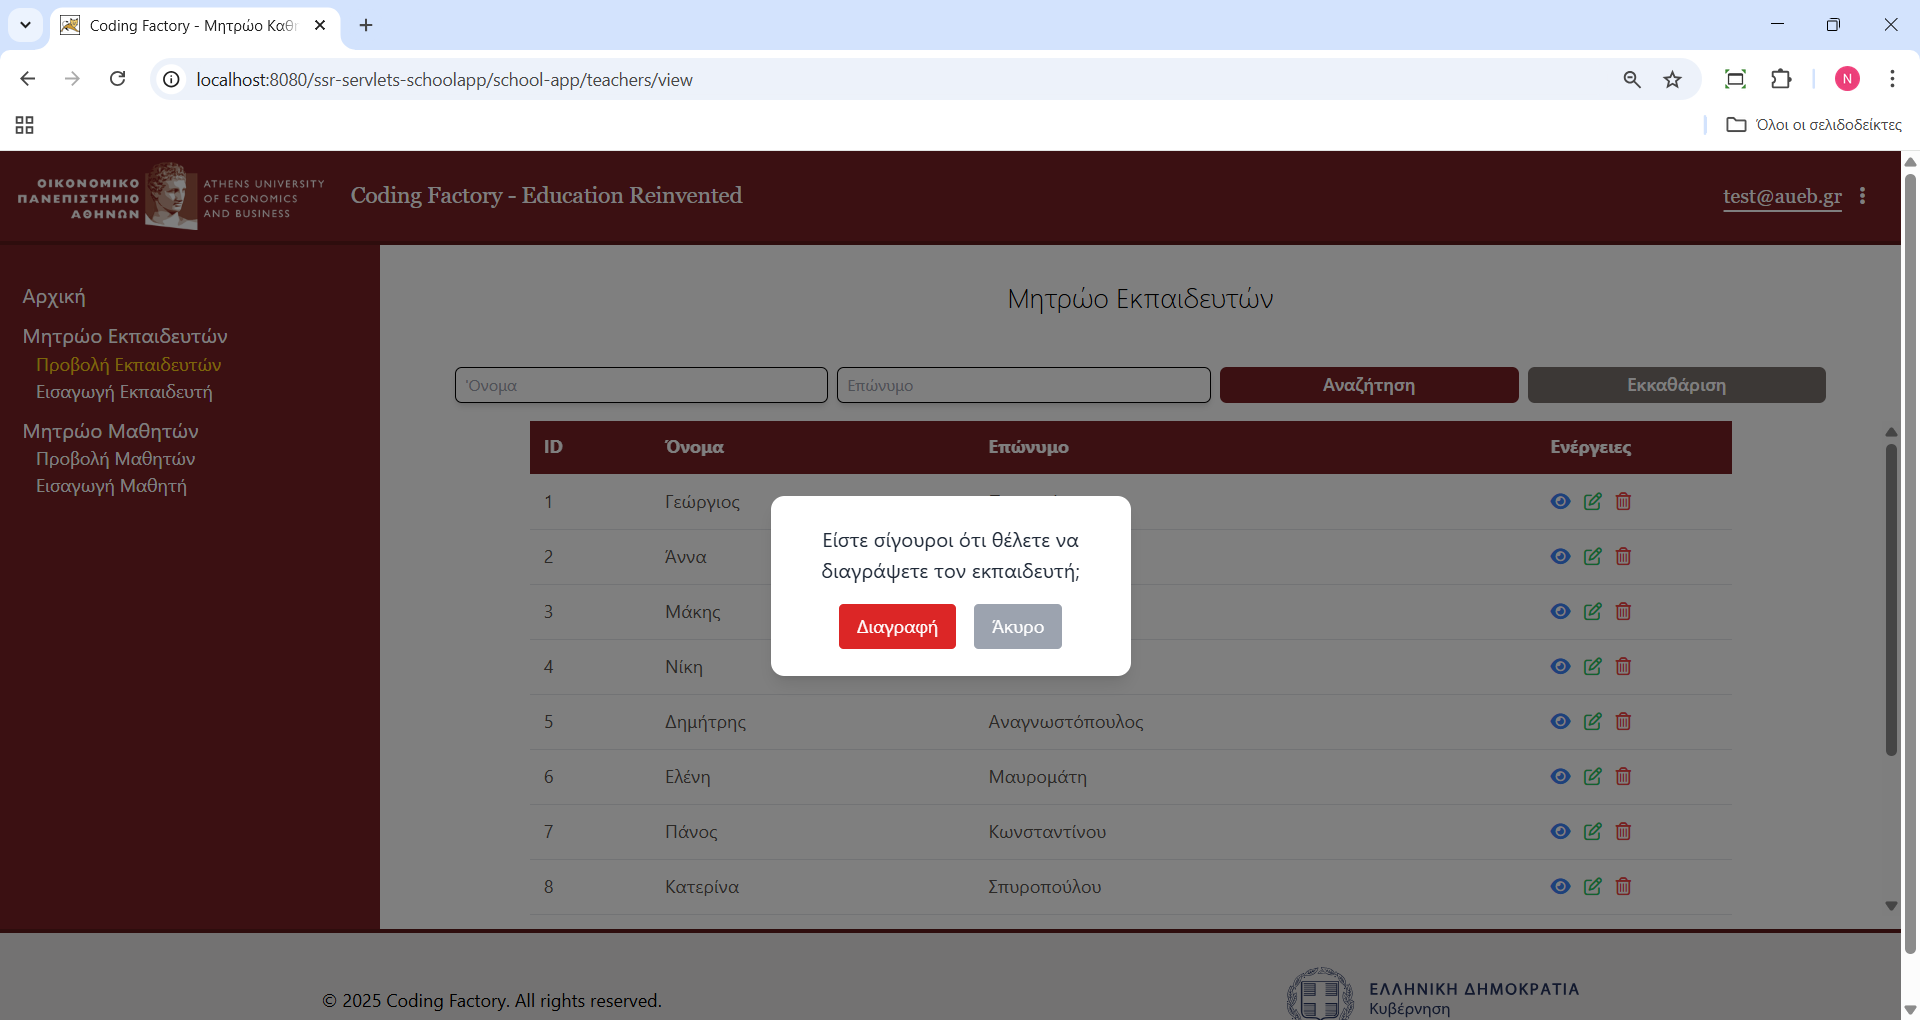 Coding Factory - Μητρώο Καθη
localhost:8080/ssr-servlets-schoolapp/school-app/teachers/view
N
Όλοι οι σελιδοδείκτες
ΟΙΚΟΝΟΜΙΚΟ
ΠΑΝΕΠΙΣΤΗΜΙΟ
ΑΘΗΝΩΝ
ATHENS UNIVERSITY
OF ECONOMICS
AND BUSINESS
Coding Factory - Education Reinvented
test@aueb.gr
Αρχική
Μητρώο Εκπαιδευτών
Προβολή Εκπαιδευτών
Εισαγωγή Εκπαιδευτή
Μητρώο Μαθητών
Προβολή Μαθητών
Εισαγωγή Μαθητή
Μητρώο Εκπαιδευτών
Όνομα Επώνυμο Αναζήτηση Εκκαθάριση
ID Όνομα Επώνυμο Ενέργειες
1 Γεώργιος
2 Άννα
3 Μάκης
4 Νίκη
5 Δημήτρης Αναγνωστόπουλος
6 Ελένη Μαυρομάτη
7 Πάνος Κωνσταντίνου
8 Κατερίνα Σπυροπούλου
Είστε σίγουροι ότι θέλετε να
διαγράψετε τον εκπαιδευτή;
Διαγραφή Άκυρο
© 2025 Coding Factory. All rights reserved.
ΕΛΛΗΝΙΚΗ ΔΗΜΟΚΡΑΤΙΑ
Κυβέρνηση